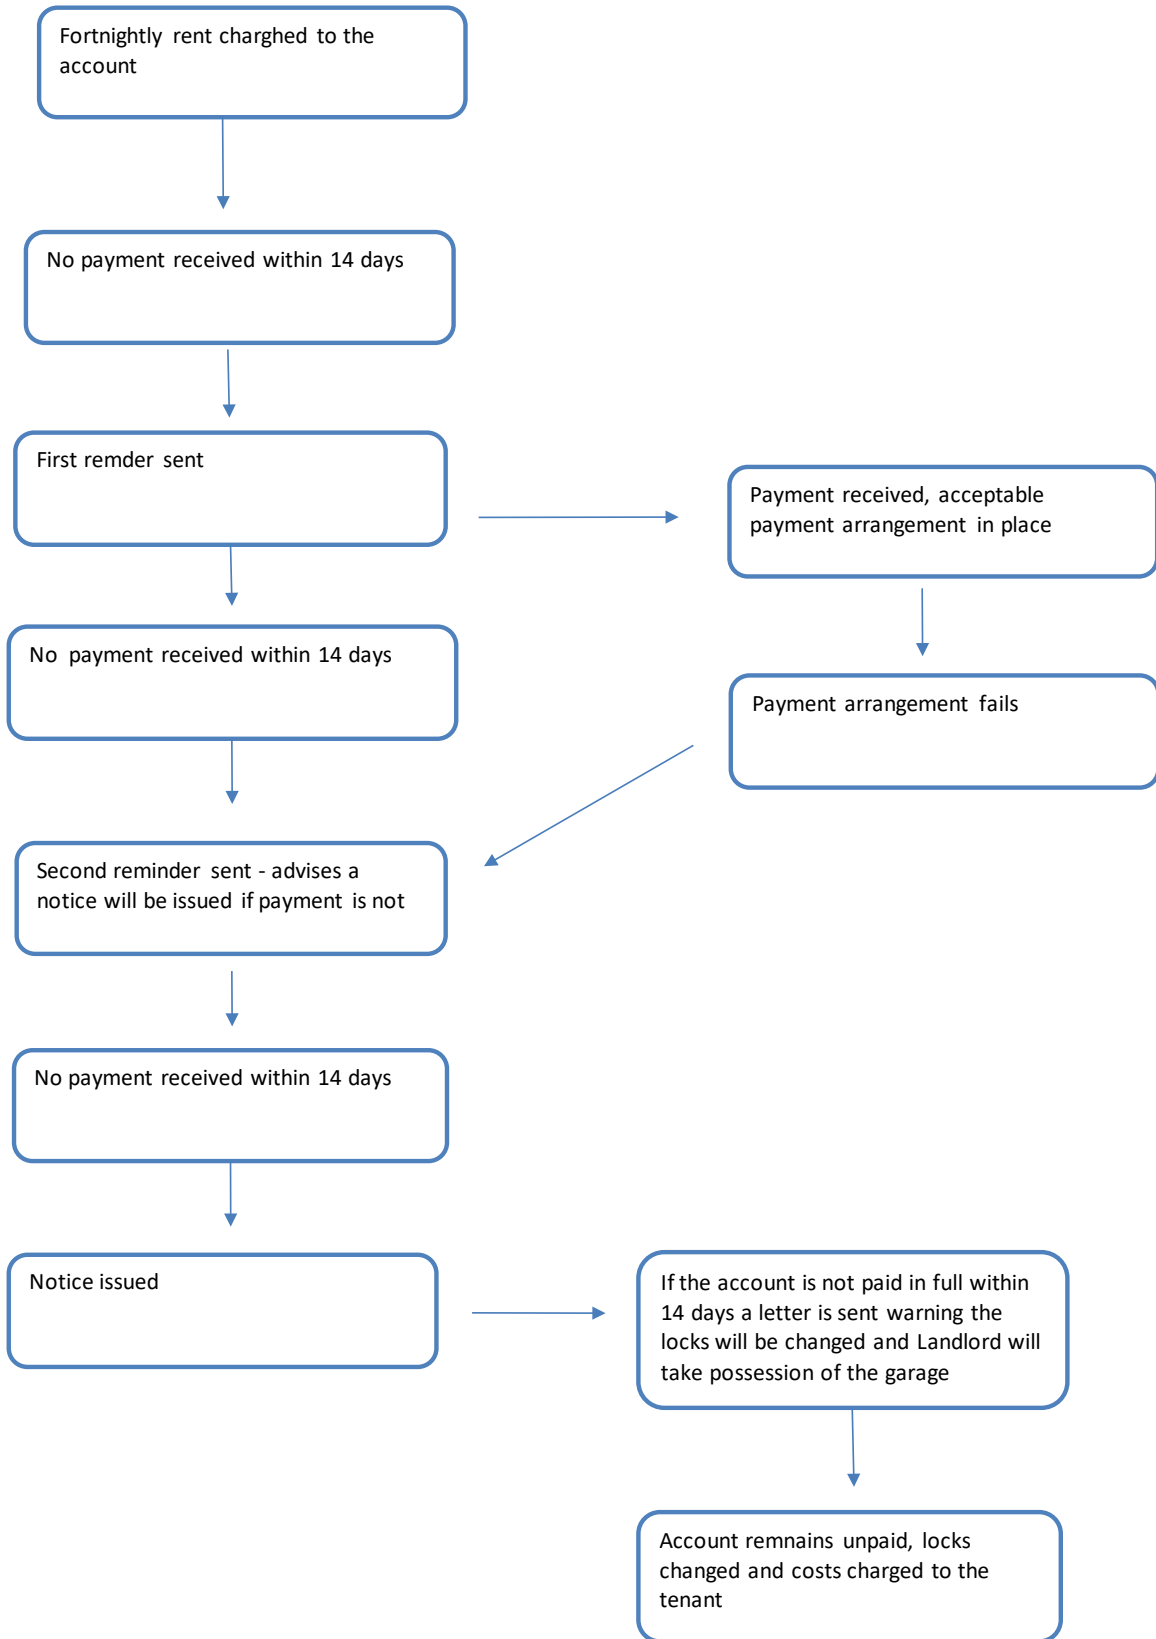 Fortnightly rent charghed to the
account
No payment received within 14 days
First remder sent
Payment received, acceptable
payment arrangement in place
No payment received within 14 days
Payment arrangement fails
Second reminder sent - advises a
notice will be issued if payment is not
No payment received within 14 days
Notice issued
If the account is not paid in full within
14 days a letter is sent warning the
locks will be changed and Landlord will
take possession of the garage
Account remnains unpaid, locks
changed and costs charged to the
tenant